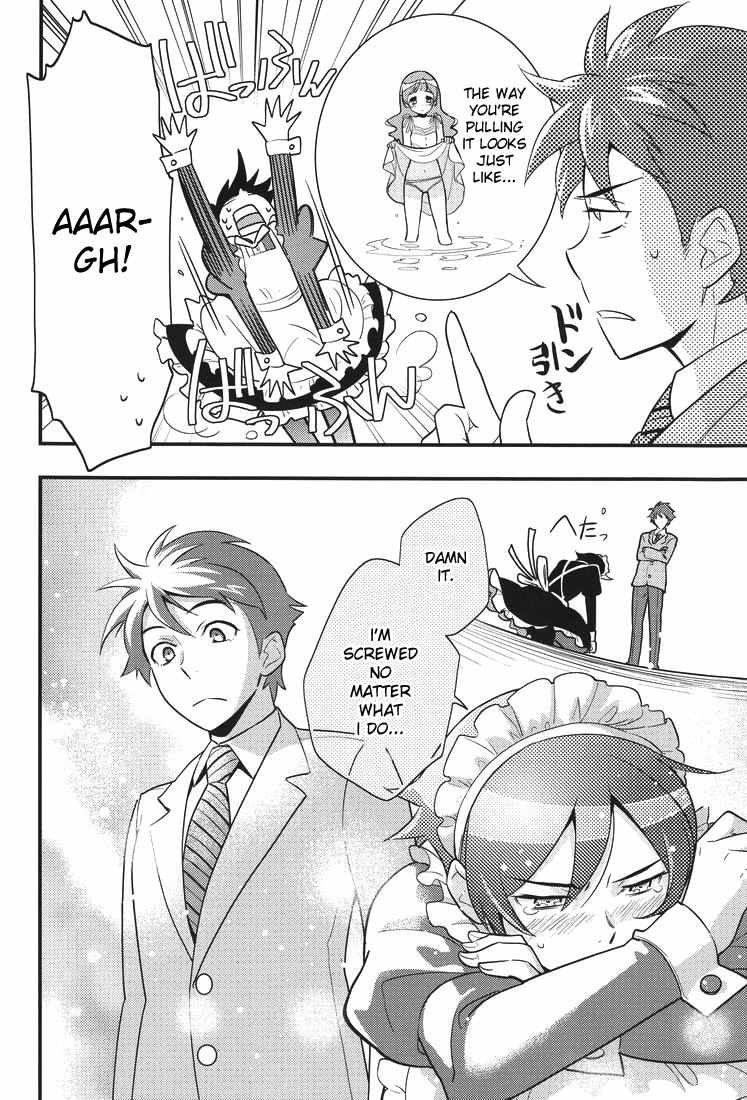 THE WAY
YOU'RE
PULLING
IT LOOKS
JUST
LIKE...
ドン
引き
ばっふん
ばっふん
AAAR-
GH!
へたっ
DAMN
IT.
I'M
SCREWED
NO
MATTER
WHAT
I DO...